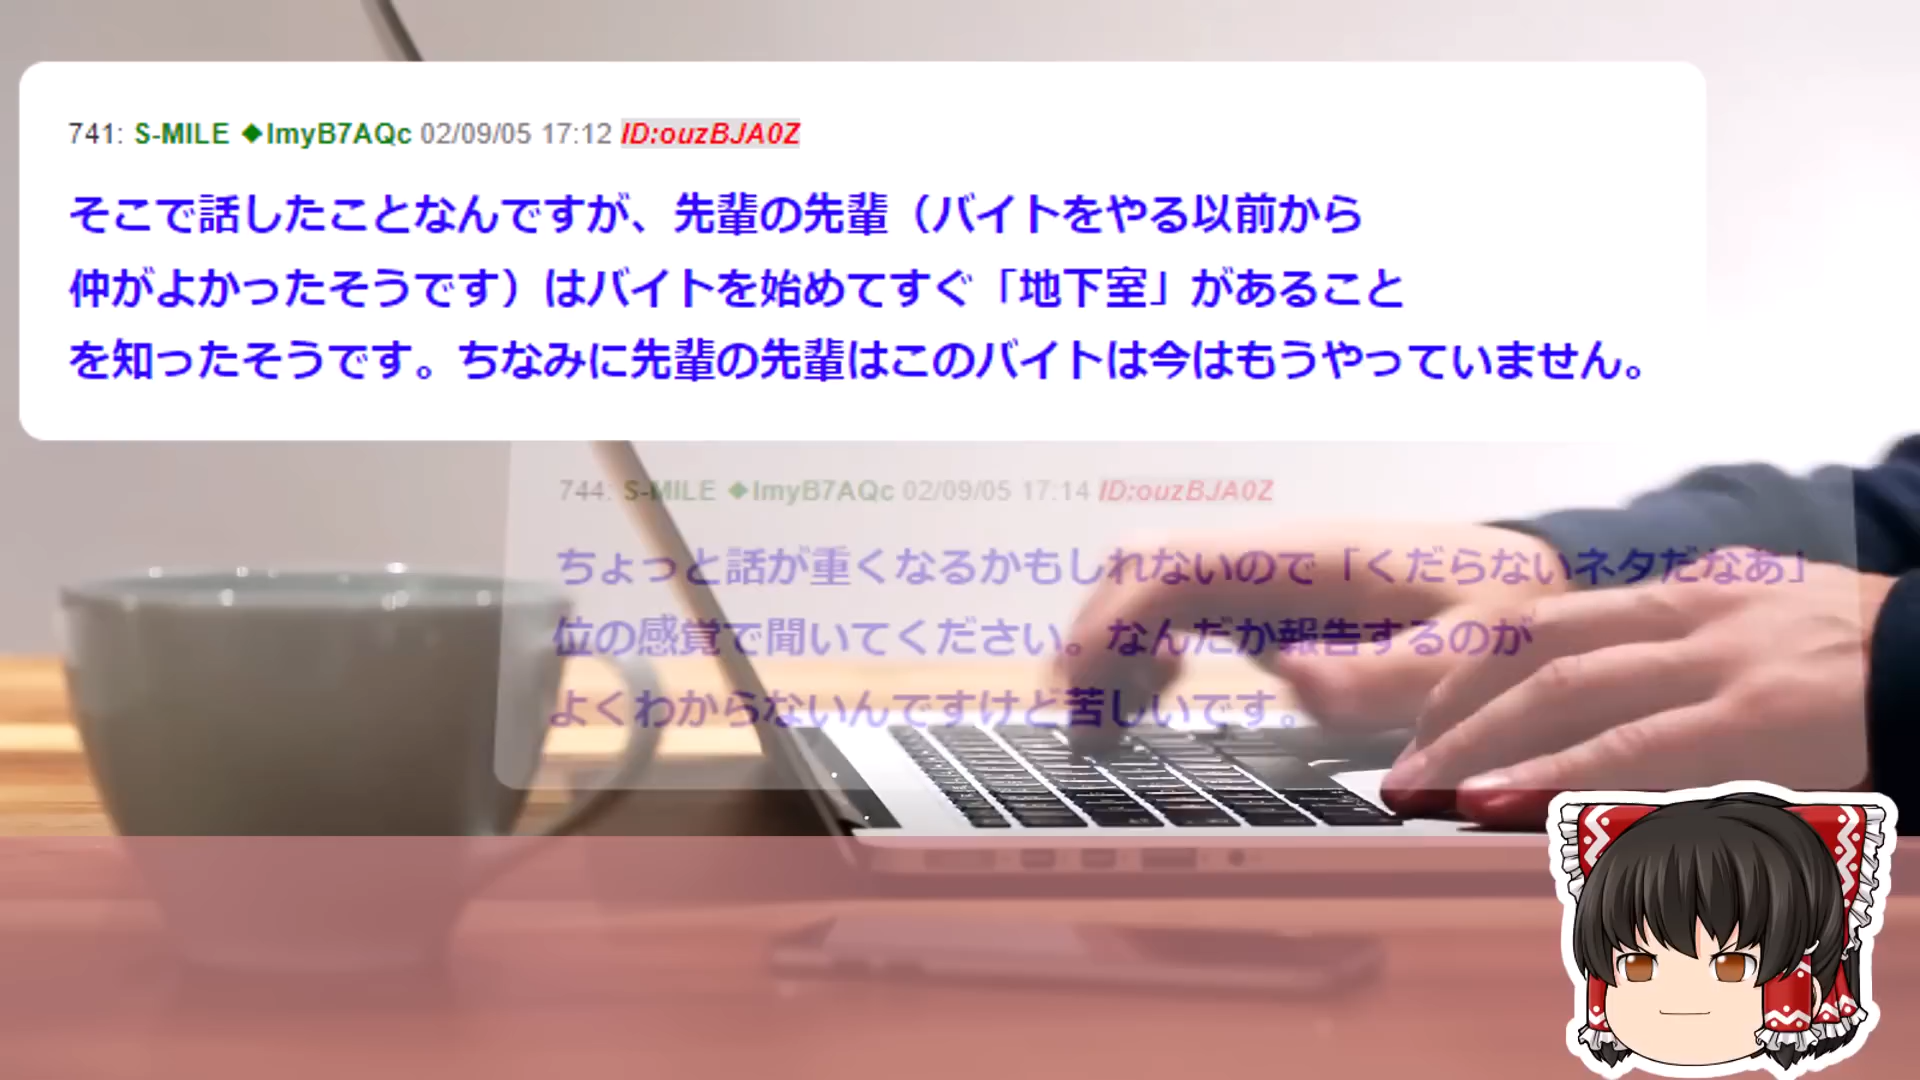 741: S-MILE ◆lmyB7AQc 02/09/05 17:12 ID:ouzBJA0Z
そこで話したことなんですが、先輩の先輩（バイトをやる以前から
仲がよかったそうです）はバイトを始めてすぐ「地下室」があること
を知ったそうです。ちなみに先輩の先輩はこのバイトは今はもうやっていません。
744: S-MILE ◆lmyB7AQc 02/09/05 17:14 ID:ouzBJA0Z
ちょっと話が重くなるかもしれないので「くだらないネタだなあ」
位の感覚で聞いてください。なんだか報告するのが
よくわからないんですけど苦しいです。